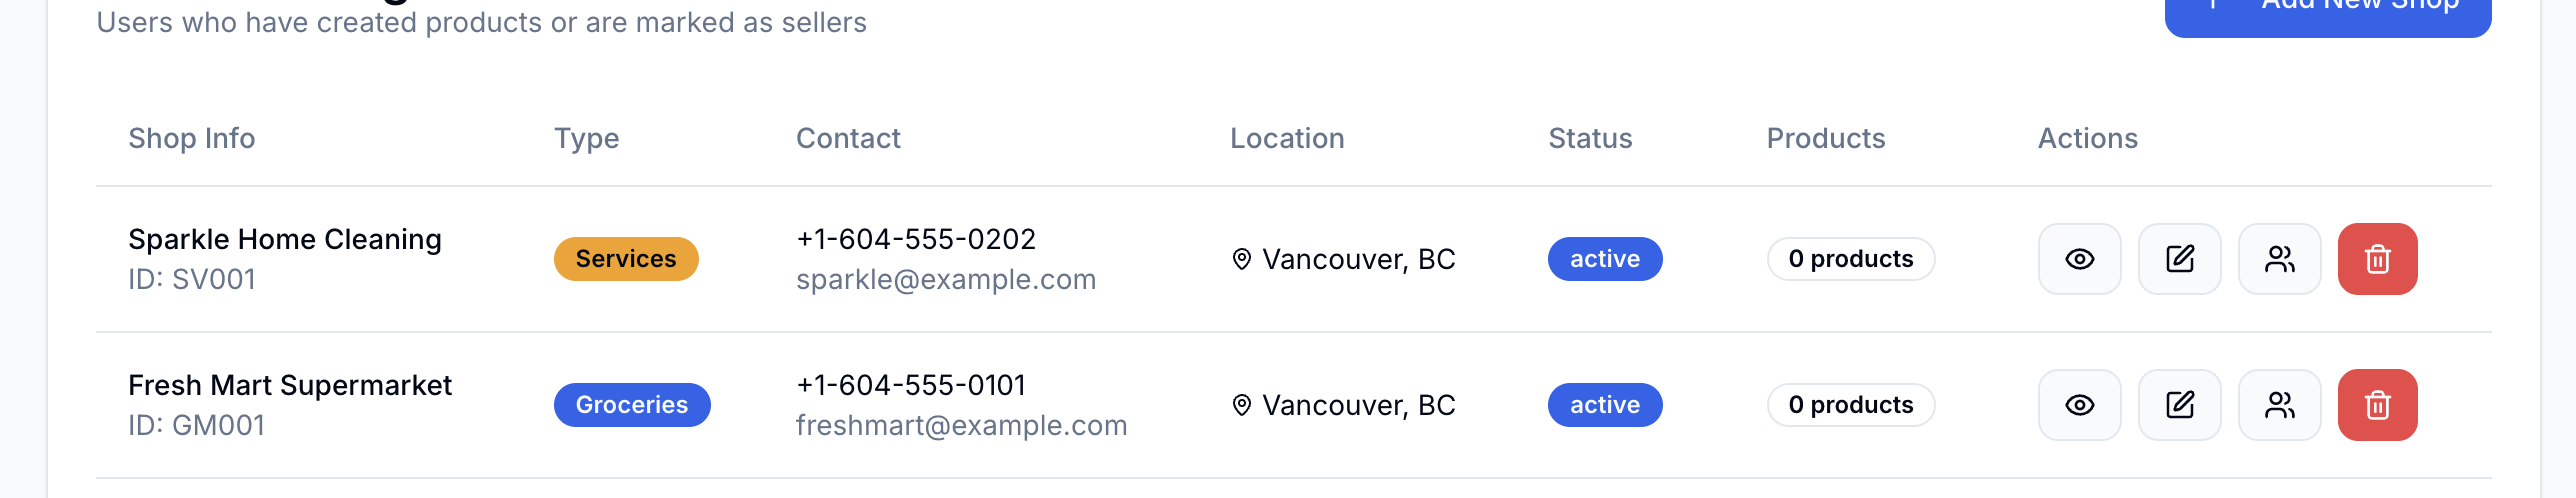 Users who have created products or are marked as sellers
Add New Shop
Shop Info Type Contact Location Status Products Actions
Sparkle Home Cleaning
ID: SV001
Services
+1-604-555-0202
sparkle@example.com
Vancouver, BC
active
0 products
Fresh Mart Supermarket
ID: GM001
Groceries
+1-604-555-0101
freshmart@example.com
Vancouver, BC
active
0 products